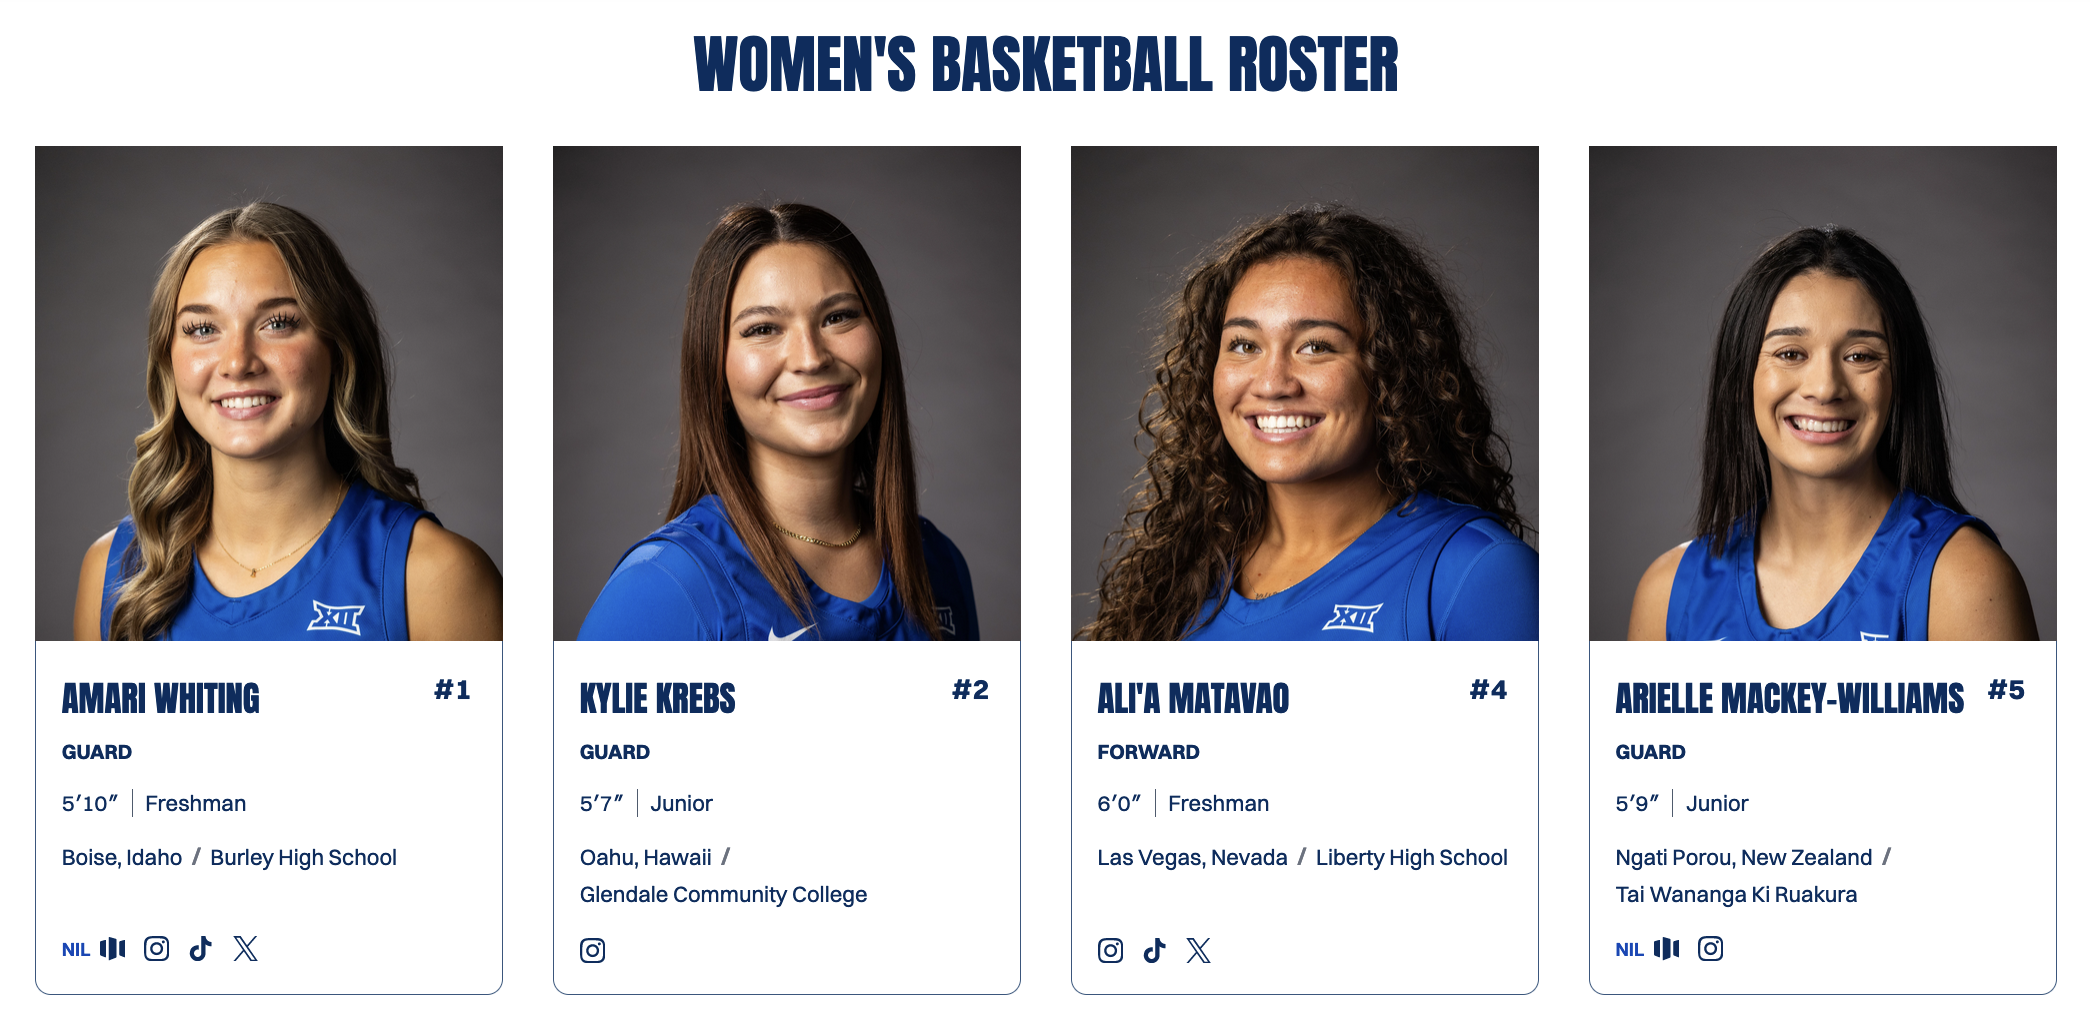 WOMEN'S BASKETBALL ROSTER
XII
XII
AMARI WHITING #1
GUARD
5′10″ | Freshman
Boise, Idaho / Burley High School
NIL
KYLIE KREBS #2
GUARD
5′7″ | Junior
Oahu, Hawaii /
Glendale Community College
ALI'A MATAVAO #4
FORWARD
6′0″ | Freshman
Las Vegas, Nevada / Liberty High School
ARIELLE MACKEY-WILLIAMS #5
GUARD
5′9″ | Junior
Ngati Porou, New Zealand /
Tai Wananga Ki Ruakura
NIL